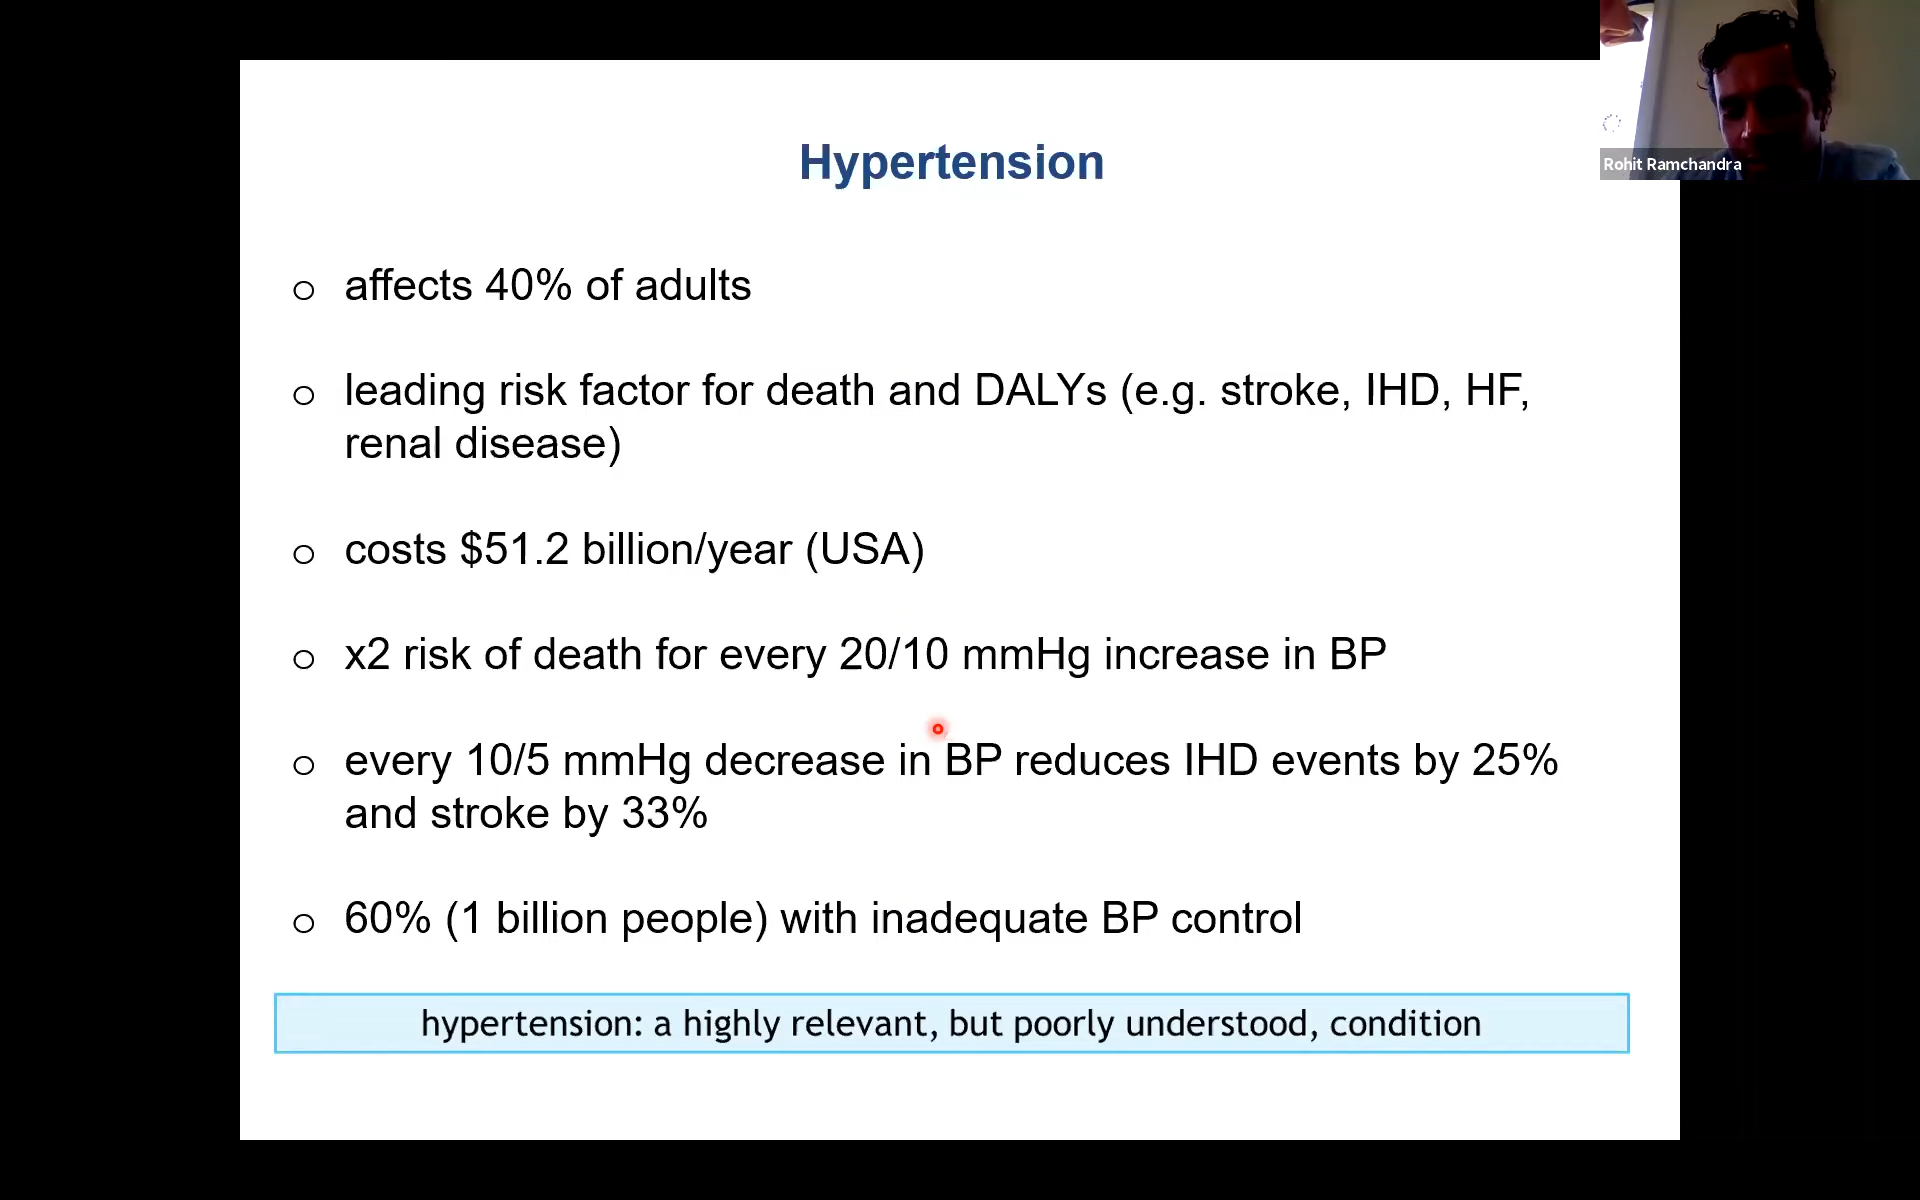 Hypertension
Rohit Ramchandra
o affects 40% of adults
o leading risk factor for death and DALYs (e.g. stroke, IHD, HF,
renal disease)
o costs $51.2 billion/year (USA)
o x2 risk of death for every 20/10 mmHg increase in BP
o every 10/5 mmHg decrease in BP reduces IHD events by 25%
and stroke by 33%
o 60% (1 billion people) with inadequate BP control
hypertension: a highly relevant, but poorly understood, condition